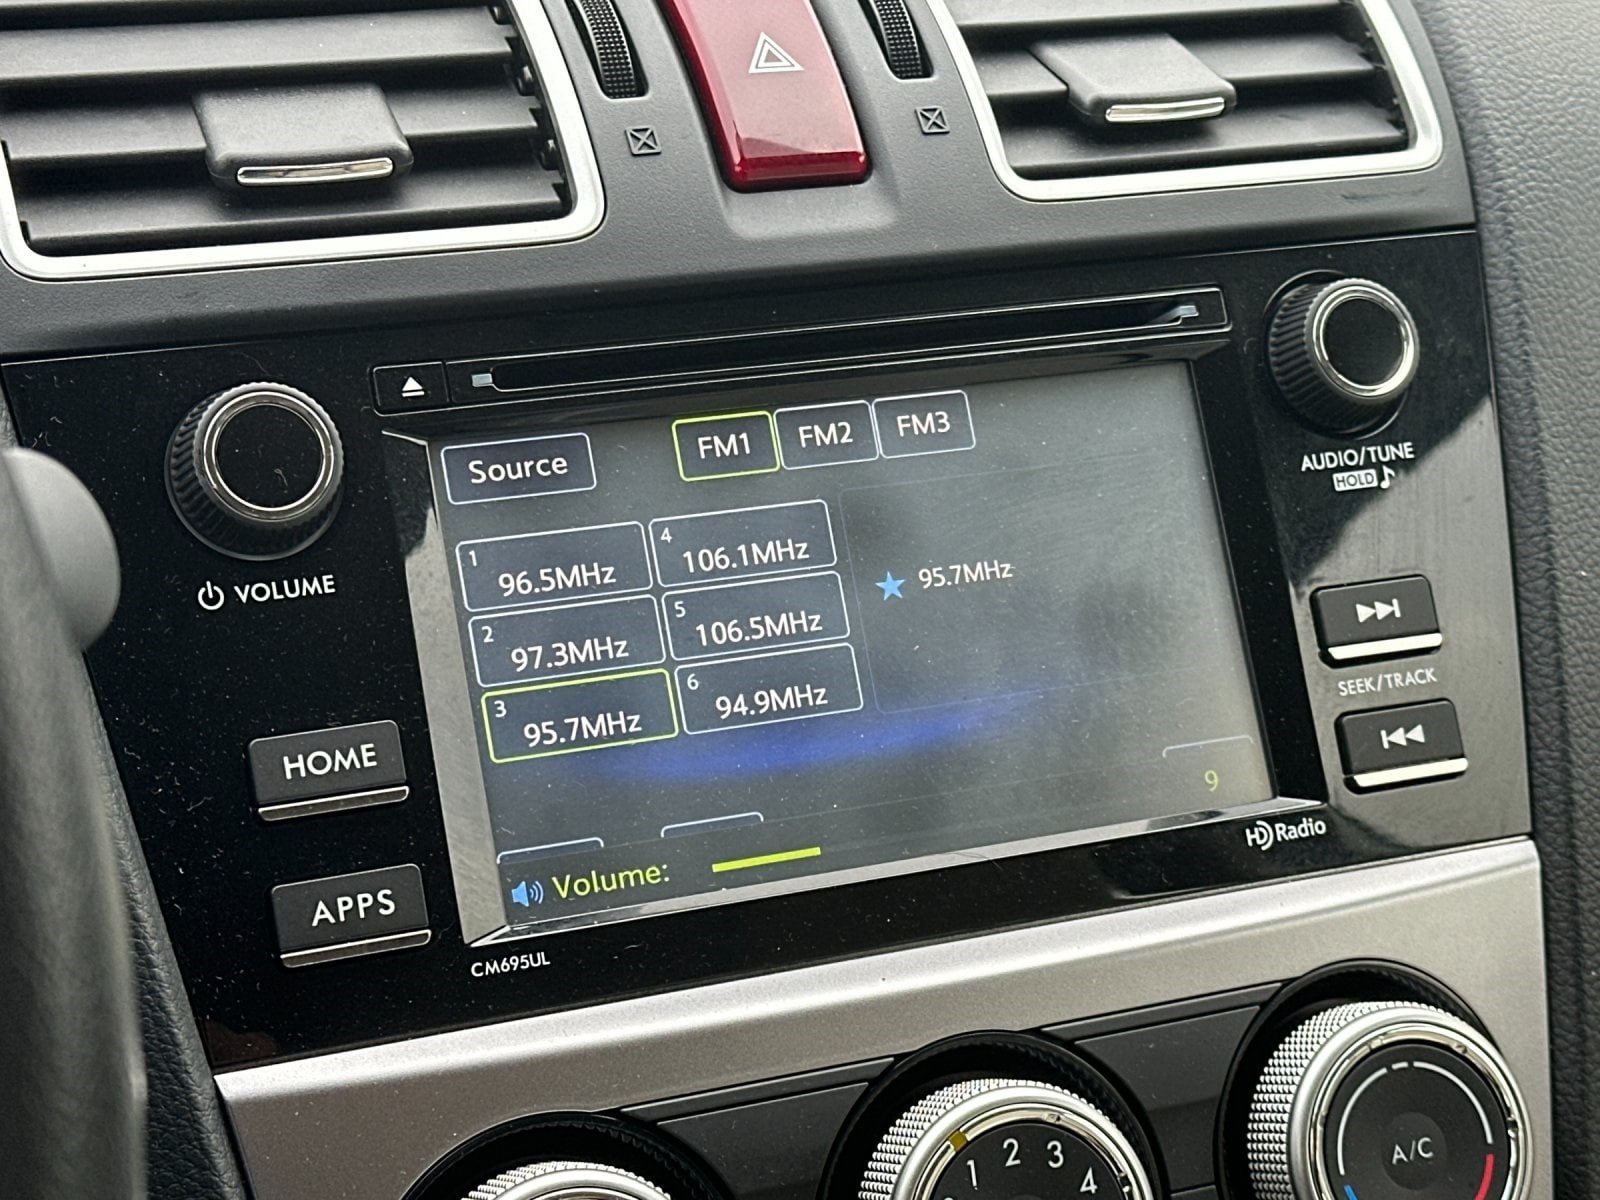 Source
FM1 FM2 FM3
1 96.5MHz
4 106.1MHz
2 97.3MHz
5 106.5MHz
3 95.7MHz
6 94.9MHz
95.7MHz
Volume:
9
VOLUME
HOME
APPS
CM695UL
AUDIO/TUNE
HOLD
SEEK/TRACK
HD Radio
1 2 3 4
A/C